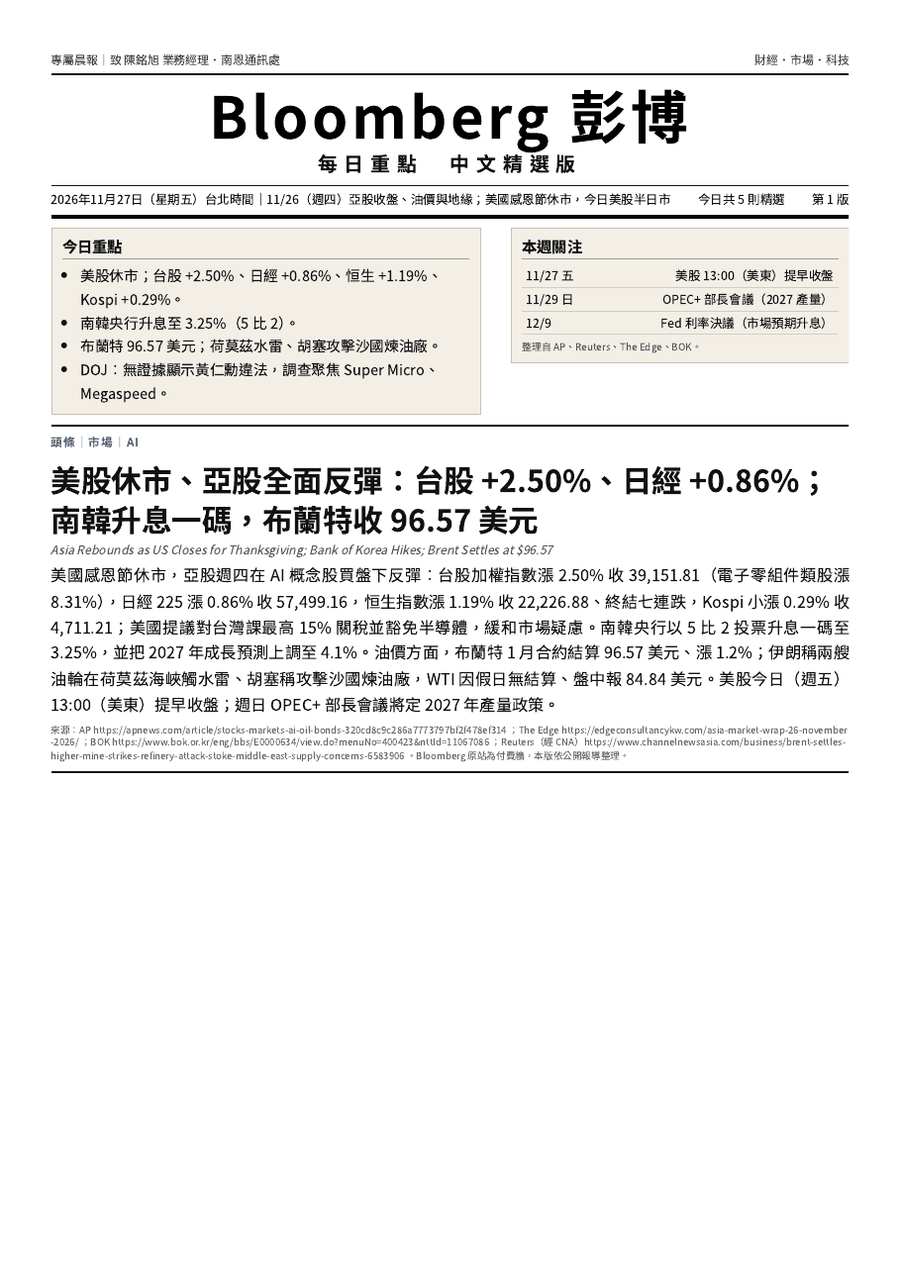 專屬晨報｜致 陳銘旭 業務經理・南恩通訊處
財經・市場・科技
Bloomberg 彭博
每日重點 中文精選版
2026年11月27日（星期五）台北時間｜11/26（週四）亞股收盤、油價與地緣；美國感恩節休市，今日美股半日市 今日共 5 則精選 第 1 版
今日重點
• 美股休市；台股 +2.50%、日經 +0.86%、恒生 +1.19%、
Kospi +0.29%。
• 南韓央行升息至 3.25%（5 比 2）。
• 布蘭特 96.57 美元；荷莫茲水雷、胡塞攻擊沙國煉油廠。
• DOJ：無證據顯示黃仁勳違法，調查聚焦 Super Micro、
Megaspeed。
本週關注
11/27 五 美股 13:00（美東）提早收盤
11/29 日 OPEC+ 部長會議（2027 產量）
12/9 Fed 利率決議（市場預期升息）
整理自 AP、Reuters、The Edge、BOK。
頭條｜市場｜AI
美股休市、亞股全面反彈：台股 +2.50%、日經 +0.86%；
南韓升息一碼，布蘭特收 96.57 美元
Asia Rebounds as US Closes for Thanksgiving; Bank of Korea Hikes; Brent Settles at $96.57
美國感恩節休市，亞股週四在 AI 概念股買盤下反彈：台股加權指數漲 2.50% 收 39,151.81（電子零組件類股漲
8.31%），日經 225 漲 0.86% 收 57,499.16，恒生指數漲 1.19% 收 22,226.88、終結七連跌，Kospi 小漲 0.29% 收
4,711.21；美國提議對台灣課最高 15% 關稅並豁免半導體，緩和市場疑慮。南韓央行以 5 比 2 投票升息一碼至
3.25%，並把 2027 年成長預測上調至 4.1%。油價方面，布蘭特 1 月合約結算 96.57 美元、漲 1.2%；伊朗稱兩艘
油輪在荷莫茲海峽觸水雷、胡塞稱攻擊沙國煉油廠，WTI 因假日無結算、盤中報 84.84 美元。美股今日（週五）
13:00（美東）提早收盤；週日 OPEC+ 部長會議將定 2027 年產量政策。
來源：AP https://apnews.com/article/stocks-markets-ai-oil-bonds-320cd8c9c286a7773797bf2f478ef314 ；The Edge https://edgeconsultancykw.com/asia-market-wrap-26-november
-2026/ ；BOK https://www.bok.or.kr/eng/bbs/E0000634/view.do?menuNo=400423&nttId=11067086 ；Reuters（經 CNA）https://www.channelnewsasia.com/business/brent-settles-
higher-mine-strikes-refinery-attack-stoke-middle-east-supply-concerns-6583906 。Bloomberg 原站為付費牆，本版依公開報導整理。